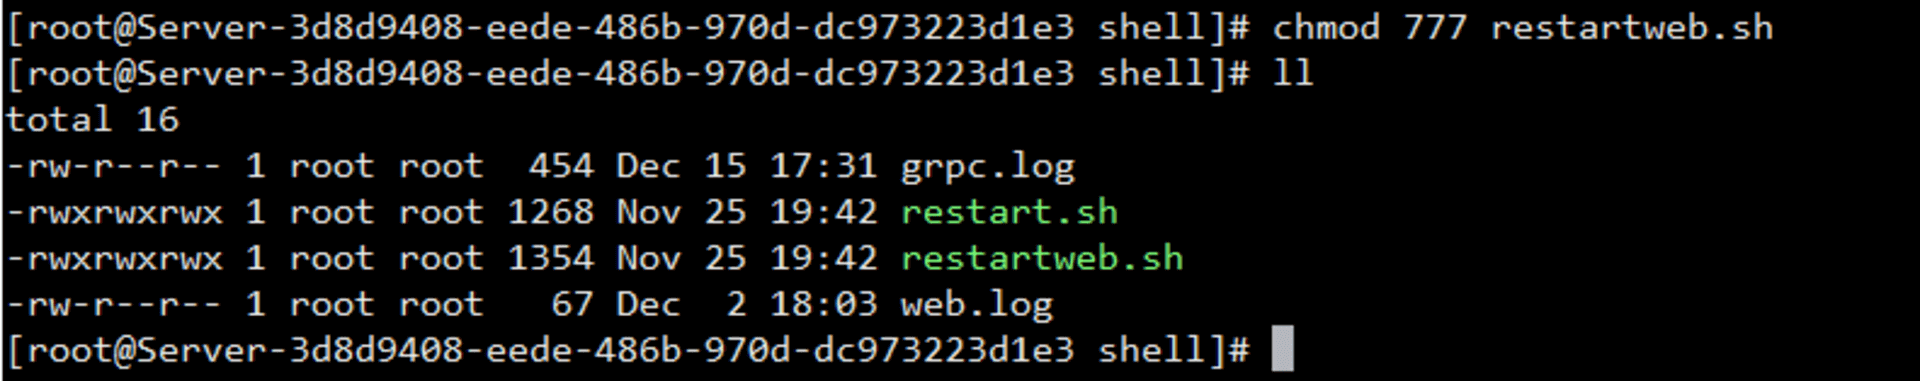 [root@Server-3d8d9408-eede-486b-970d-dc973223d1e3 shell]# chmod 777 restartweb.sh
[root@Server-3d8d9408-eede-486b-970d-dc973223d1e3 shell]# ll
total 16
-rw-r--r-- 1 root root  454 Dec 15 17:31 grpc.log
-rwxrwxrwx 1 root root 1268 Nov 25 19:42 restart.sh
-rwxrwxrwx 1 root root 1354 Nov 25 19:42 restartweb.sh
-rw-r--r-- 1 root root   67 Dec  2 18:03 web.log
[root@Server-3d8d9408-eede-486b-970d-dc973223d1e3 shell]#